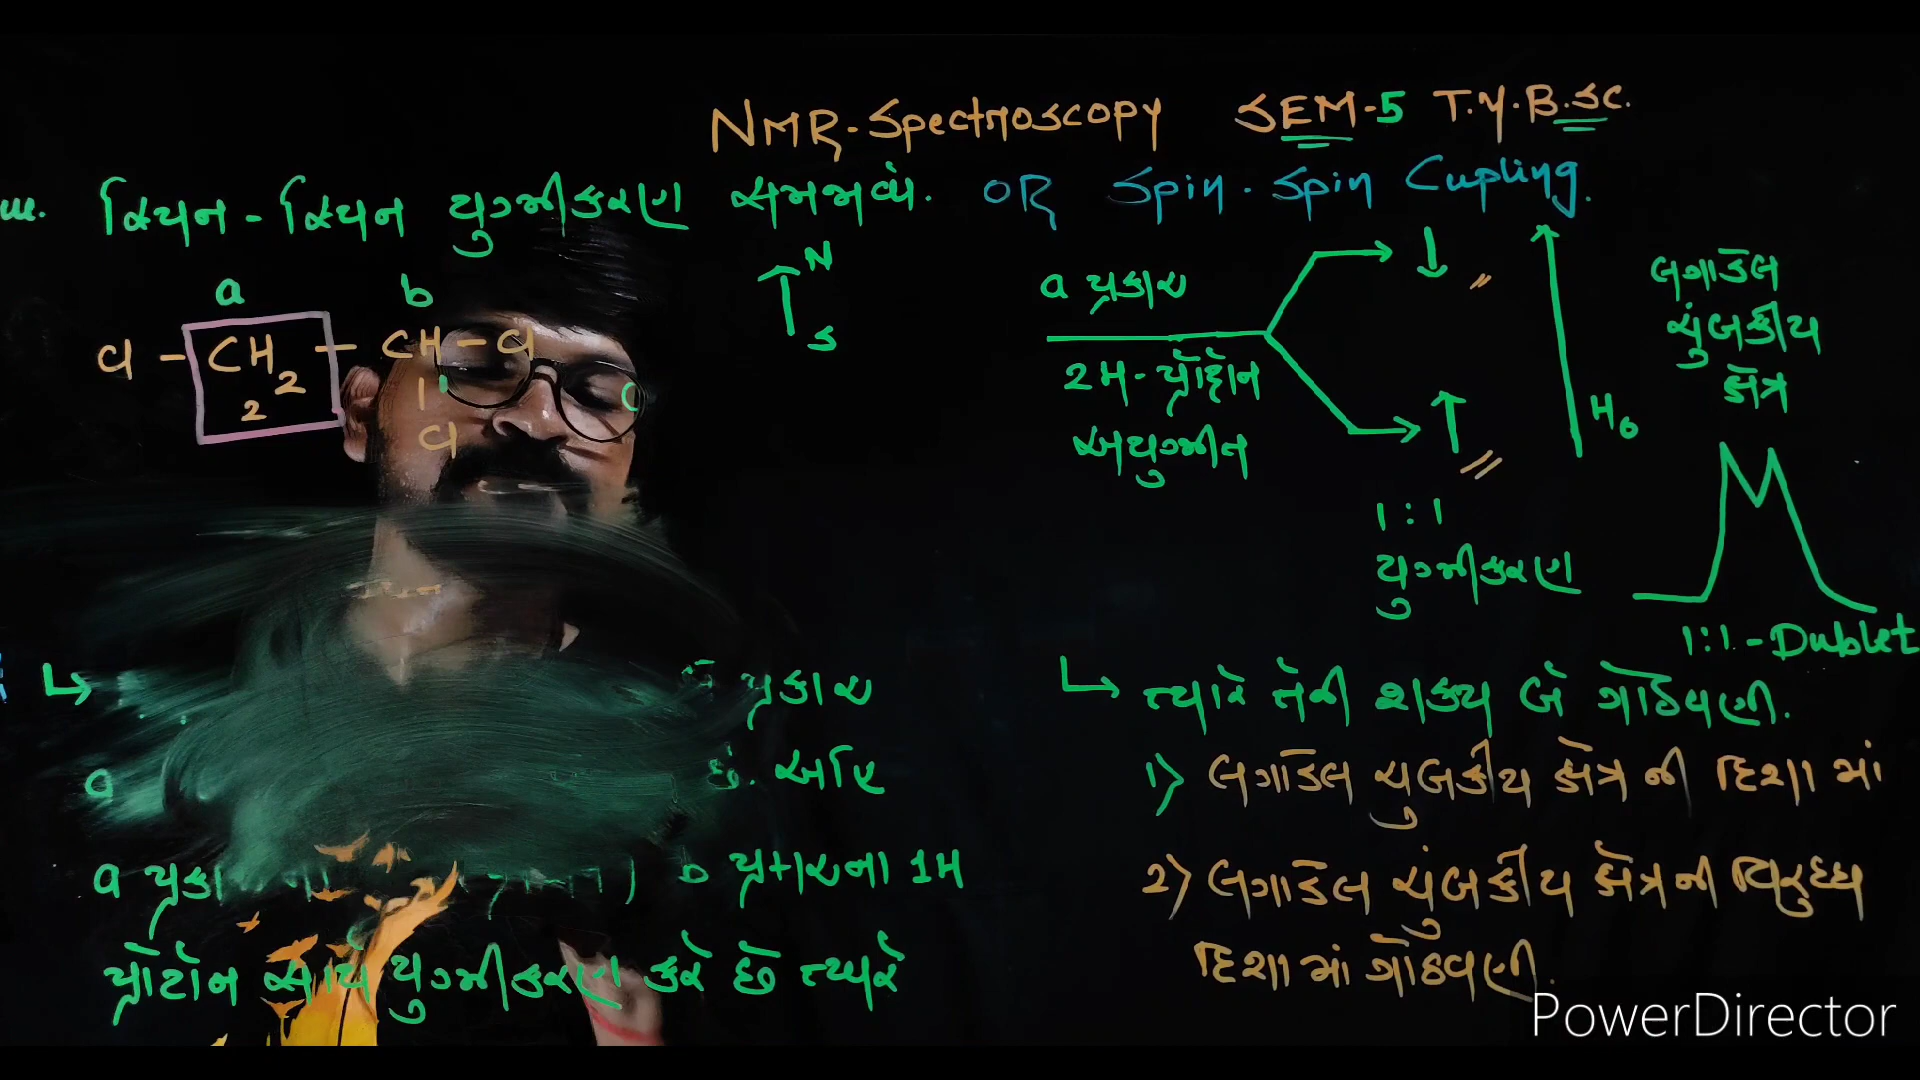 NMR-Spectroscopy SEM-5 T.Y.B.Sc.
સ્પિન - સ્પિન યુગ્મીકરણ સમજાવો. OR Spin-Spin Cupling.
a b
Cl - CH2 - CH - Cl
2
Cl
N
S
a પ્રકાર
2H-પ્રોટોન
અયુગ્મીત
H0
લગાડેલ
ચુંબકીય
ક્ષેત્ર
1 : 1
યુગ્મીકરણ
1:1 - Dublet
પ્રકાર
a છે. અને
a b પ્રકારના 1H
પ્રોટોન સાથે યુગ્મીકરણ કરે છે ત્યારે
ત્યારે તેની શક્ય બે ગોઠવણી.
1) લગાડેલ ચુબકીય ક્ષેત્ર ની દિશા માં
2) લગાડેલ ચુંબકીય ક્ષેત્રની વિરુધ્ધ
દિશા માં ગોઠવણી.
PowerDirector